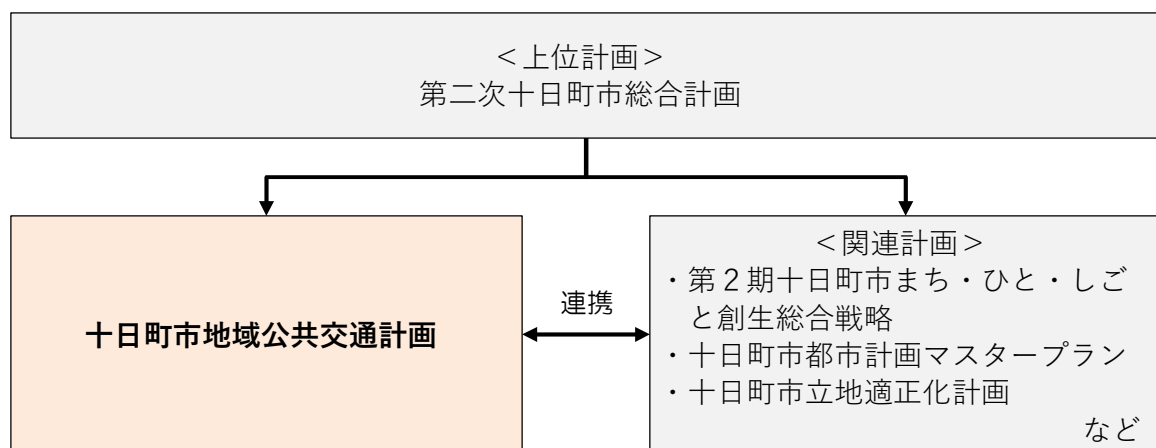 ＜上位計画＞
第二次十日町市総合計画
十日町市地域公共交通計画
連携
＜関連計画＞
・第２期十日町市まち・ひと・しご
と創生総合戦略
・十日町市都市計画マスタープラン
・十日町市立地適正化計画
など